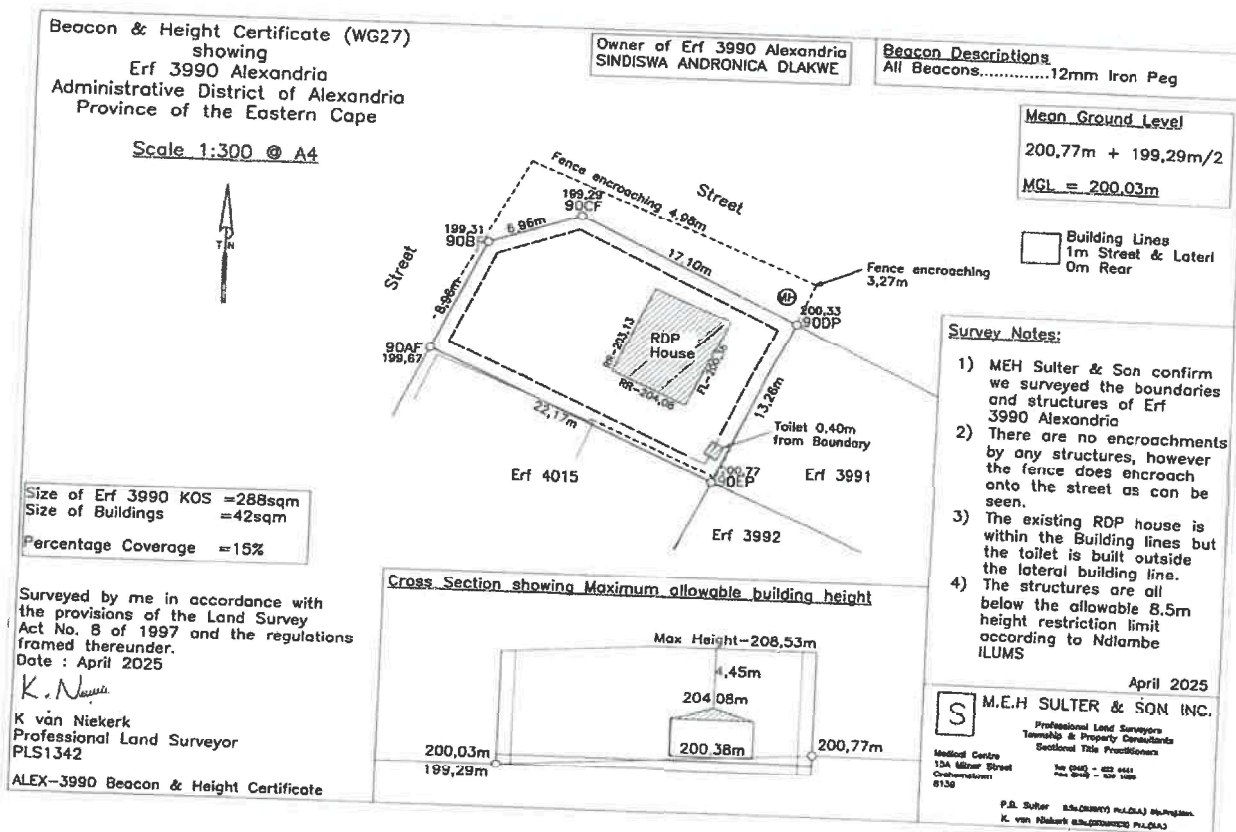 Beacon & Height Certificate (WG27)
showing
Erf 3990 Alexandria
Administrative District of Alexandria
Province of the Eastern Cape
Scale 1:300 @ A4
Owner of Erf 3990 Alexandria
SINDISWA ANDRONICA DLAKWE
Beacon Descriptions
All Beacons..............12mm Iron Peg
Mean Ground Level
200,77m + 199,29m/2
MGL = 200,03m
Building Lines
1m Street & Laterl
0m Rear
T N
Street
Street
Fence encroaching 4,98m
Fence encroaching
3,27m
199,29
90CF
6,96m
199,31
90BF
8,98m
90AF
199,67
17,10m
MH
200,33
90DP
RDP
House
RR-203,13
RR-204,08
13,26m
22,17m
Toilet 0,40m
from Boundary
90EP
Erf 4015
Erf 3991
Erf 3992
Survey Notes:
1) MEH Sulter & Son confirm
we surveyed the boundaries
and structures of Erf
3990 Alexandria
2) There are no encroachments
by any structures, however
the fence does encroach
onto the street as can be
seen.
3) The existing RDP house is
within the Building lines but
the toilet is built outside
the lateral building line.
4) The structures are all
below the allowable 8.5m
height restriction limit
according to Ndlambe
ILUMS
April 2025
Size of Erf 3990 KOS =288sqm
Size of Buildings =42sqm
Percentage Coverage =15%
Surveyed by me in accordance with
the provisions of the Land Survey
Act No. 8 of 1997 and the regulations
framed thereunder.
Date : April 2025
K van Niekerk
Professional Land Surveyor
PLS1342
ALEX-3990 Beacon & Height Certificate
Cross Section showing Maximum allowable building height
Max Height-208,53m
4,45m
204,08m
200,38m
200,77m
200,03m
199,29m
S
M.E.H SULTER & SON INC.
Professional Land Surveyors
Township & Property Consultants
Sectional Title Practitioners
Medical Centre
Milner Street
6139
P.B. Sulter
K. van Niekerk